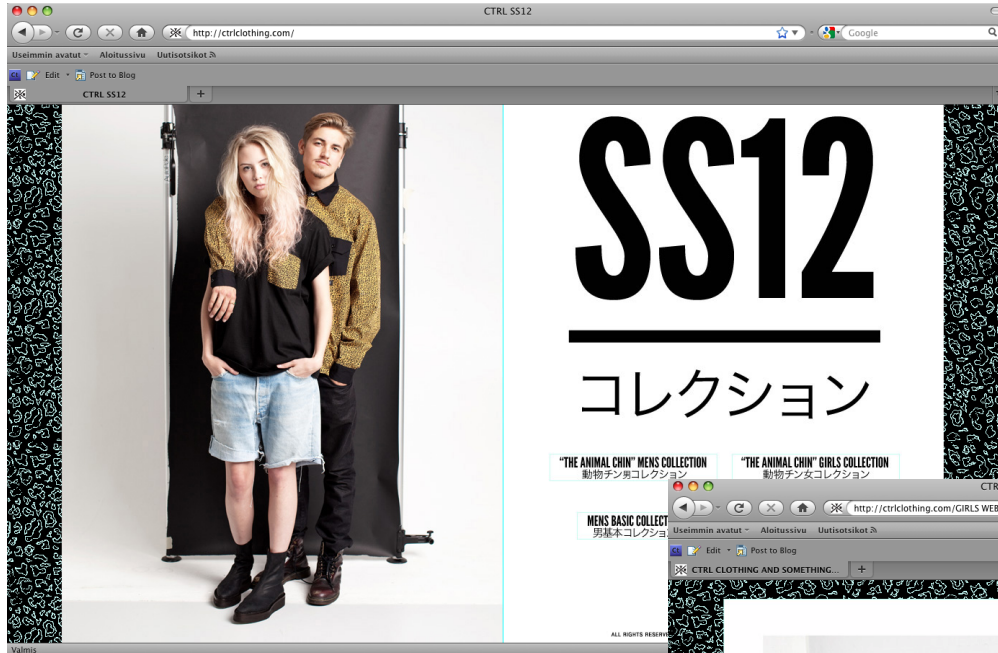 CTRL SS12
http://ctrlclothing.com/
Google
Useimmin avatut Aloitussivu Uutisotsikot
CL Edit Post to Blog
CTRL SS12 +
SS12
コレクション
“THE ANIMAL CHIN” MENS COLLECTION
動物チン男コレクション
“THE ANIMAL CHIN” GIRLS COLLECTION
動物チン女コレクション
MENS BASIC COLLECT
男基本コレクショ
ALL RIGHTS RESERVE
Valmis
CTR
http://ctrlclothing.com/GIRLS WEB
Useimmin avatut Aloitussivu Uutisotsikot
CL Edit Post to Blog
CTRL CLOTHING AND SOMETHING... +